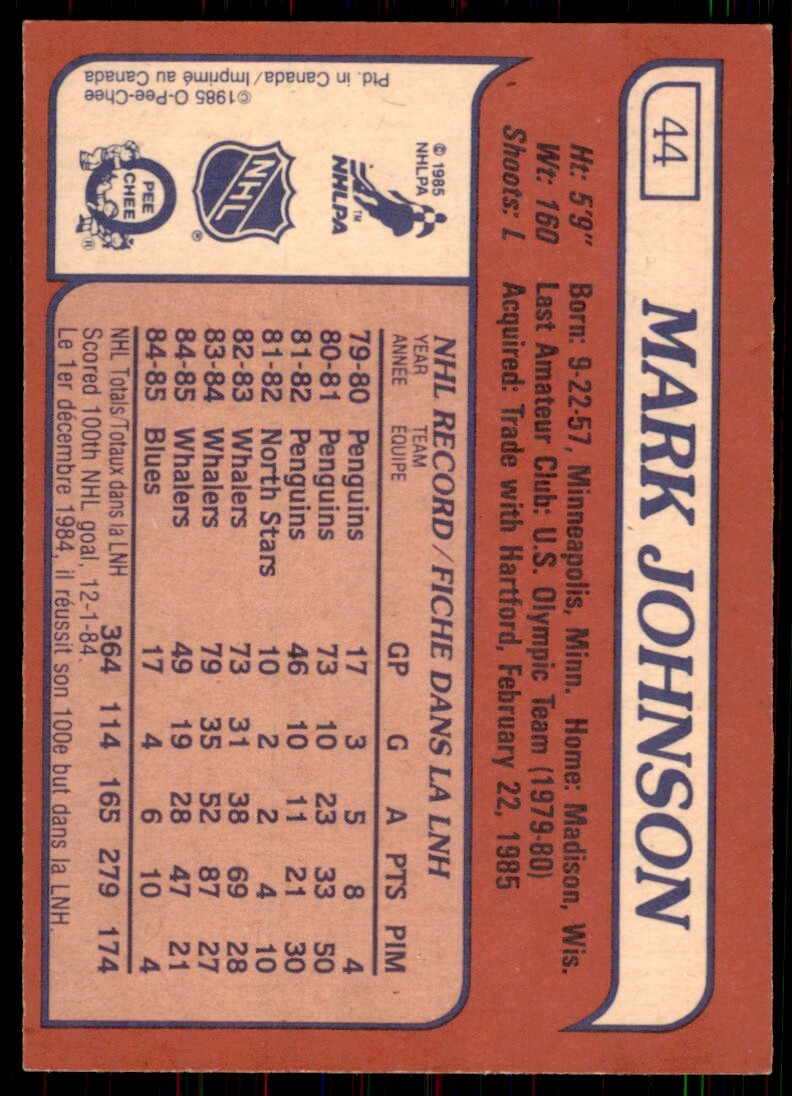 44
MARK JOHNSON
Ht: 5'9" Born: 9-22-57, Minneapolis, Minn. Home: Madison, Wis.
Wt: 160 Last Amateur Club: U.S. Olympic Team (1979-80)
Shoots: L Acquired: Trade with Hartford, February 22, 1985
© 1985
NHLPA
NHLPA™
NHL
®
O
PEE
CHEE
®
©1985 O-Pee-Chee
Ptd. in Canada/Imprimé au Canada
NHL RECORD/FICHE DANS LA LNH
YEAR TEAM GP G A PTS PIM
ANNÉE ÉQUIPE
79-80 Penguins 17 3 5 8 4
80-81 Penguins 73 10 23 33 50
81-82 Penguins 46 10 11 21 30
81-82 North Stars 10 2 2 4 10
82-83 Whalers 73 31 38 69 28
83-84 Whalers 79 35 52 87 27
84-85 Whalers 49 19 28 47 21
84-85 Blues 17 4 6 10 4
NHL Totals/Totaux dans la LNH 364 114 165 279 174
Scored 100th NHL goal, 12-1-84.
Le 1er décembre 1984, il réussit son 100e but dans la LNH.